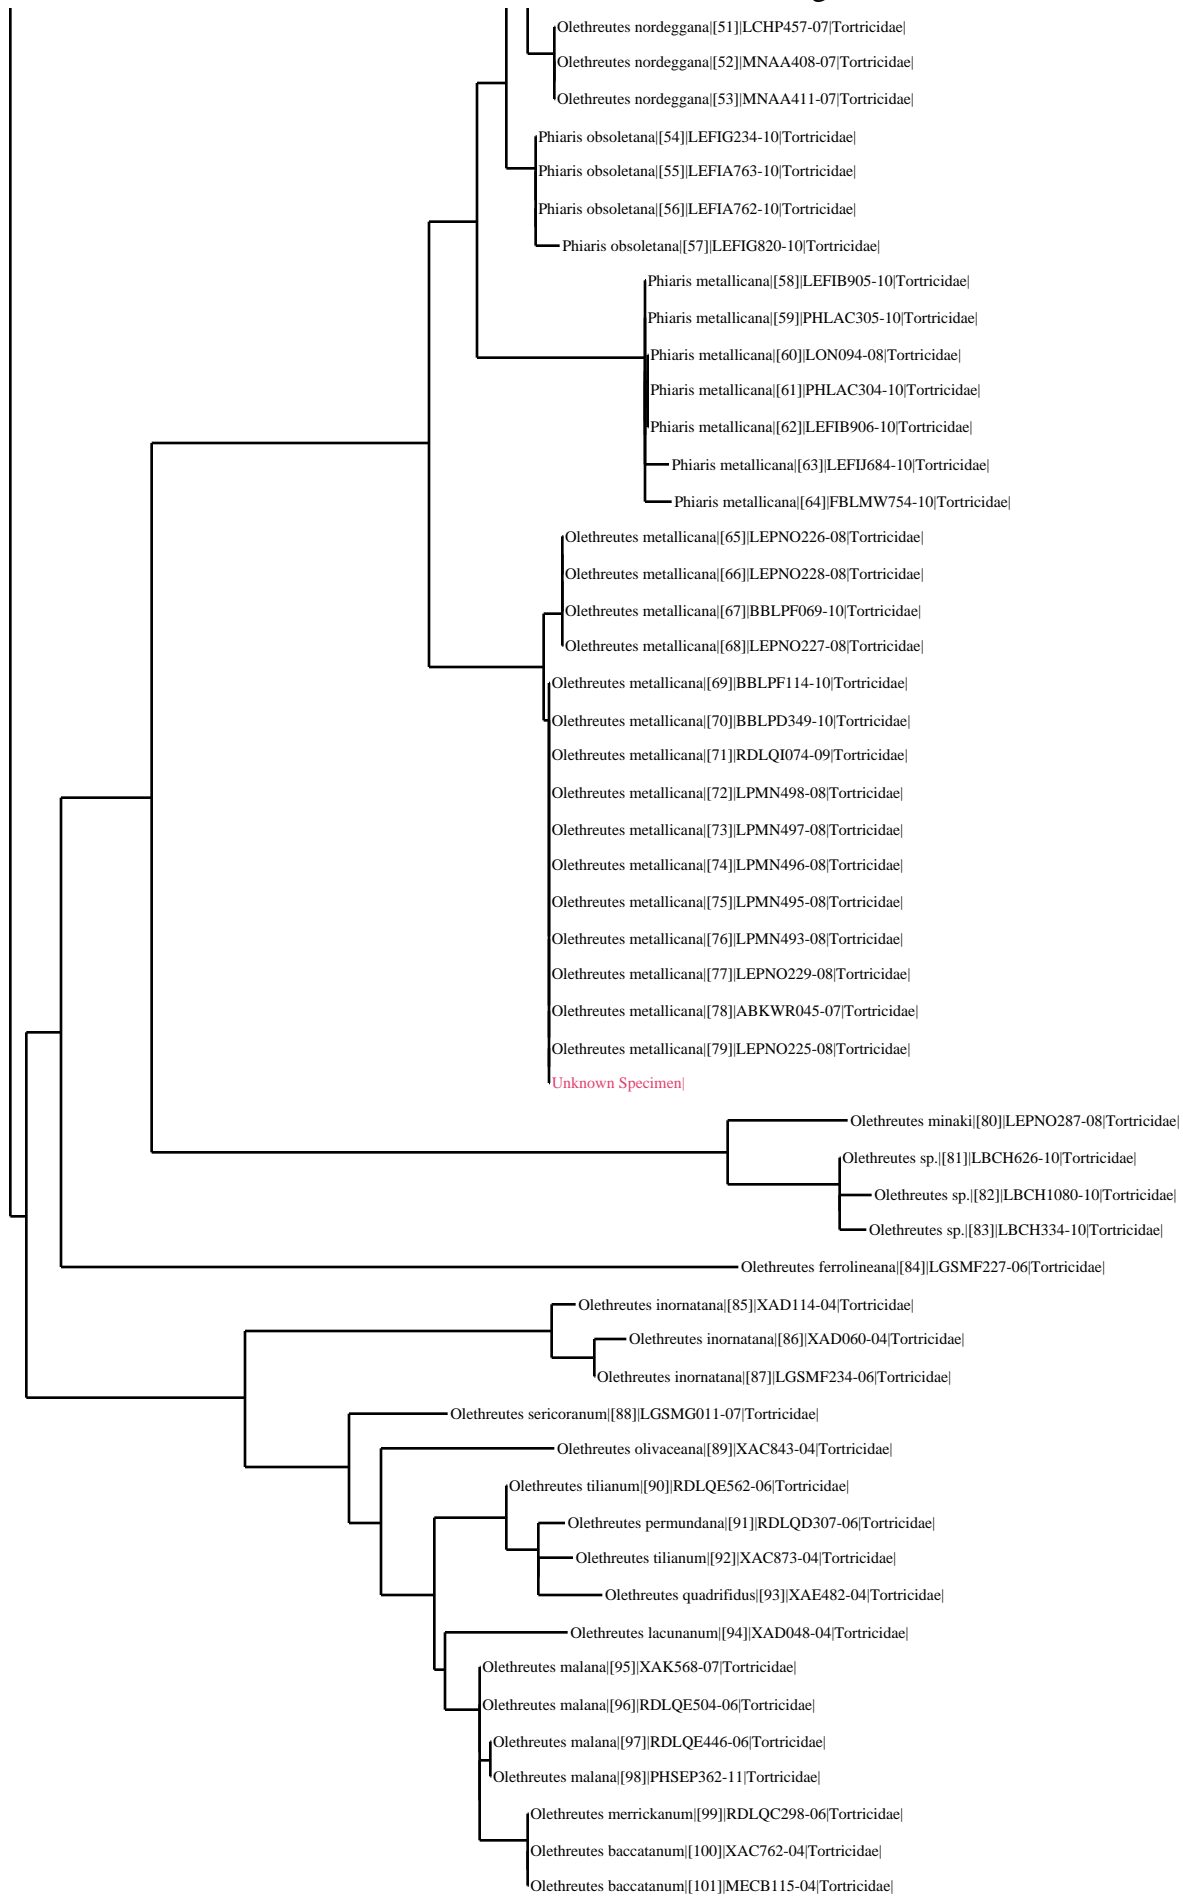 Olethreutes nordeggana|[51]|LCHP457-07|Tortricidae|
Olethreutes nordeggana|[52]|MNAA408-07|Tortricidae|
Olethreutes nordeggana|[53]|MNAA411-07|Tortricidae|
Phiaris obsoletana|[54]|LEFIG234-10|Tortricidae|
Phiaris obsoletana|[55]|LEFIA763-10|Tortricidae|
Phiaris obsoletana|[56]|LEFIA762-10|Tortricidae|
Phiaris obsoletana|[57]|LEFIG820-10|Tortricidae|
Phiaris metallicana|[58]|LEFIB905-10|Tortricidae|
Phiaris metallicana|[59]|PHLAC305-10|Tortricidae|
Phiaris metallicana|[60]|LON094-08|Tortricidae|
Phiaris metallicana|[61]|PHLAC304-10|Tortricidae|
Phiaris metallicana|[62]|LEFIB906-10|Tortricidae|
Phiaris metallicana|[63]|LEFIJ684-10|Tortricidae|
Phiaris metallicana|[64]|FBLMW754-10|Tortricidae|
Olethreutes metallicana|[65]|LEPNO226-08|Tortricidae|
Olethreutes metallicana|[66]|LEPNO228-08|Tortricidae|
Olethreutes metallicana|[67]|BBLPF069-10|Tortricidae|
Olethreutes metallicana|[68]|LEPNO227-08|Tortricidae|
Olethreutes metallicana|[69]|BBLPF114-10|Tortricidae|
Olethreutes metallicana|[70]|BBLPD349-10|Tortricidae|
Olethreutes metallicana|[71]|RDLQI074-09|Tortricidae|
Olethreutes metallicana|[72]|LPMN498-08|Tortricidae|
Olethreutes metallicana|[73]|LPMN497-08|Tortricidae|
Olethreutes metallicana|[74]|LPMN496-08|Tortricidae|
Olethreutes metallicana|[75]|LPMN495-08|Tortricidae|
Olethreutes metallicana|[76]|LPMN493-08|Tortricidae|
Olethreutes metallicana|[77]|LEPNO229-08|Tortricidae|
Olethreutes metallicana|[78]|ABKWR045-07|Tortricidae|
Olethreutes metallicana|[79]|LEPNO225-08|Tortricidae|
Unknown Specimen|
Olethreutes minaki|[80]|LEPNO287-08|Tortricidae|
Olethreutes sp.|[81]|LBCH626-10|Tortricidae|
Olethreutes sp.|[82]|LBCH1080-10|Tortricidae|
Olethreutes sp.|[83]|LBCH334-10|Tortricidae|
Olethreutes ferrolineana|[84]|LGSMF227-06|Tortricidae|
Olethreutes inornatana|[85]|XAD114-04|Tortricidae|
Olethreutes inornatana|[86]|XAD060-04|Tortricidae|
Olethreutes inornatana|[87]|LGSMF234-06|Tortricidae|
Olethreutes sericoranum|[88]|LGSMG011-07|Tortricidae|
Olethreutes olivaceana|[89]|XAC843-04|Tortricidae|
Olethreutes tilianum|[90]|RDLQE562-06|Tortricidae|
Olethreutes permundana|[91]|RDLQD307-06|Tortricidae|
Olethreutes tilianum|[92]|XAC873-04|Tortricidae|
Olethreutes quadrifidus|[93]|XAE482-04|Tortricidae|
Olethreutes lacunanum|[94]|XAD048-04|Tortricidae|
Olethreutes malana|[95]|XAK568-07|Tortricidae|
Olethreutes malana|[96]|RDLQE504-06|Tortricidae|
Olethreutes malana|[97]|RDLQE446-06|Tortricidae|
Olethreutes malana|[98]|PHSEP362-11|Tortricidae|
Olethreutes merrickanum|[99]|RDLQC298-06|Tortricidae|
Olethreutes baccatanum|[100]|XAC762-04|Tortricidae|
Olethreutes baccatanum|[101]|MECB115-04|Tortricidae|